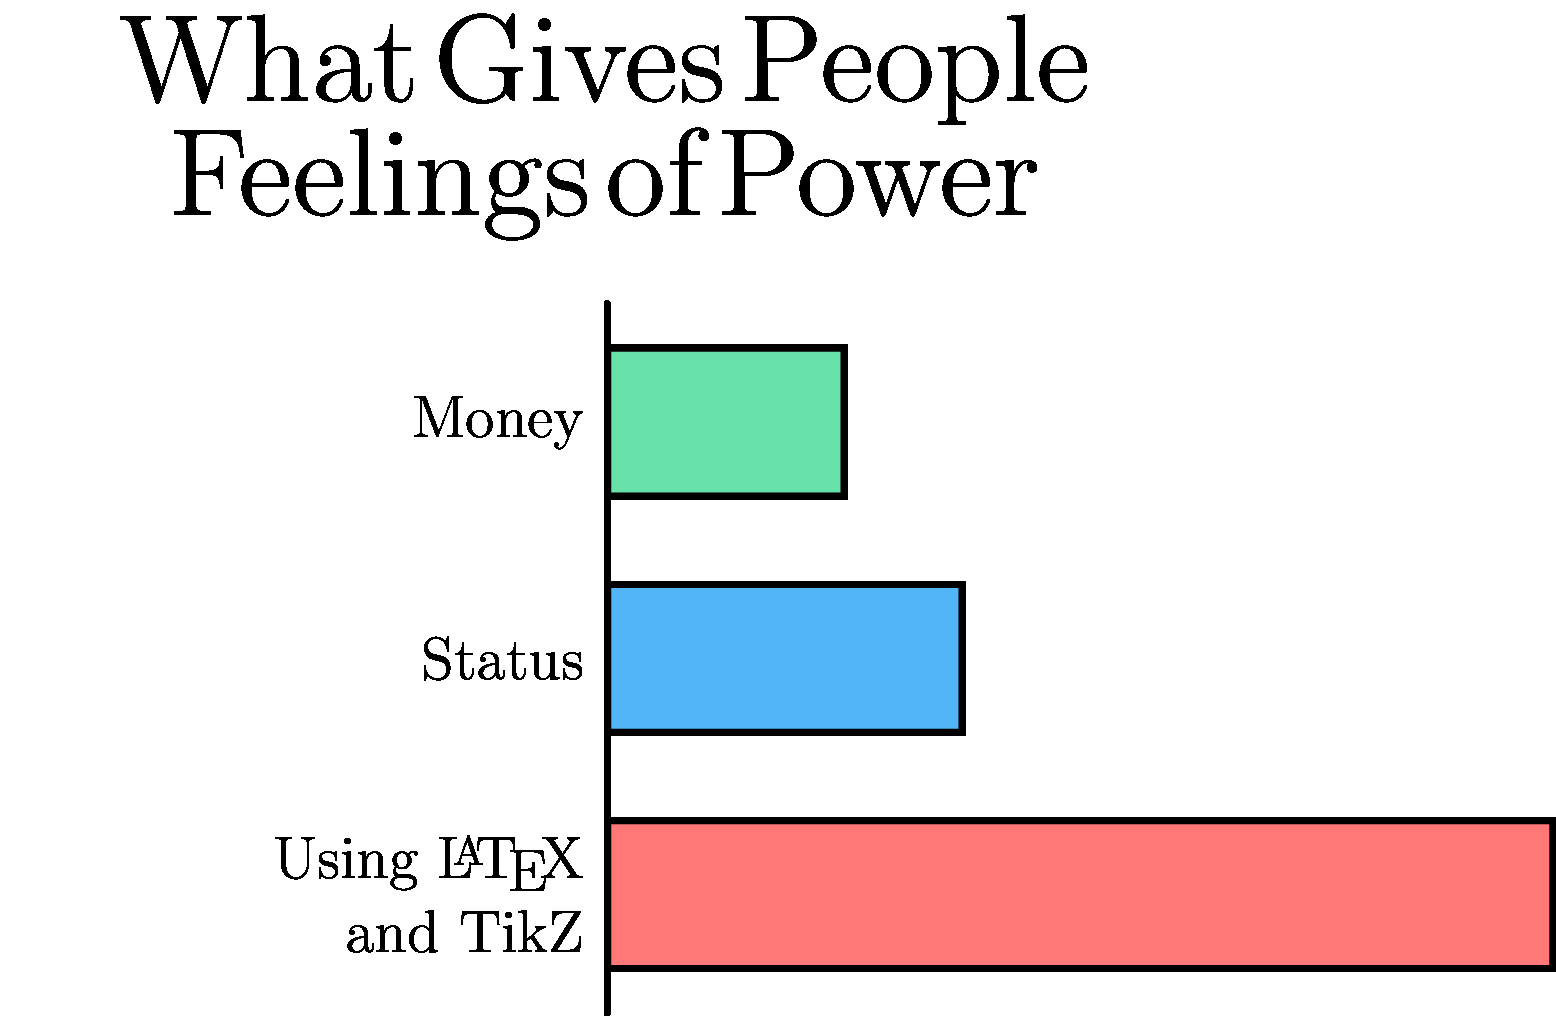 What Gives People
Feelings of Power
Money
Status
Using LATEX
and TikZ